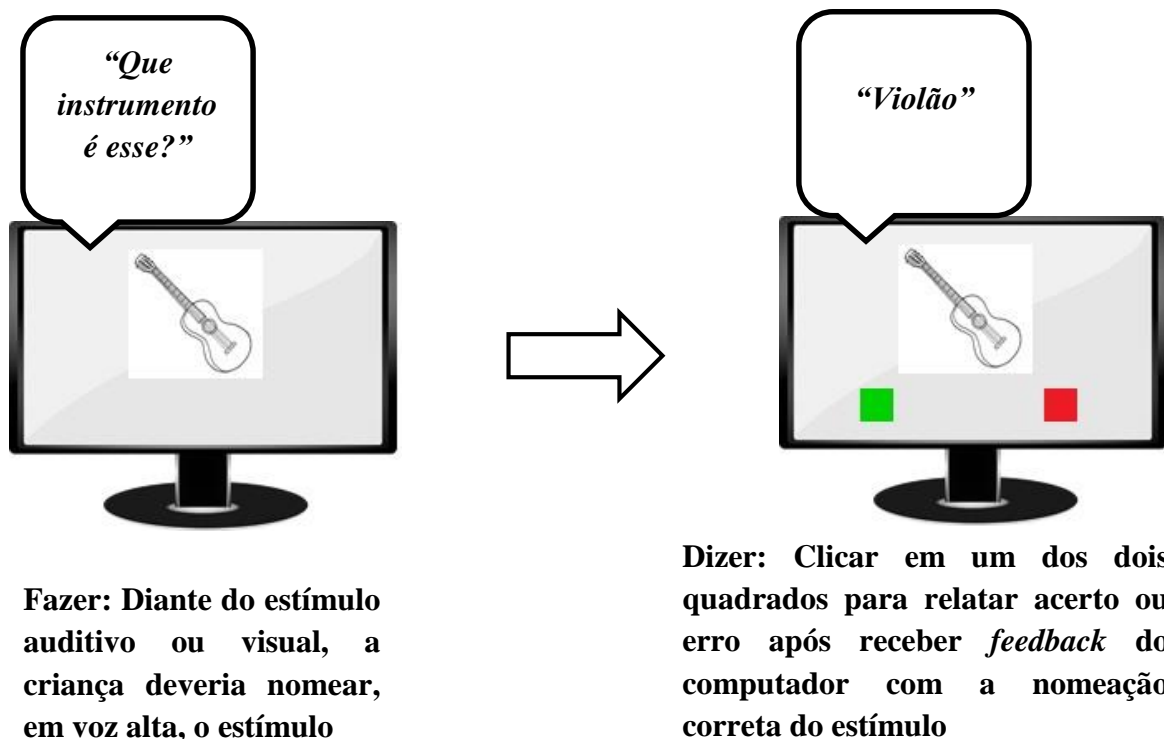 “Que
instrumento
é esse?”
“Violão”
Fazer: Diante do estímulo
auditivo ou visual, a
criança deveria nomear,
em voz alta, o estímulo
Dizer: Clicar em um dos dois
quadrados para relatar acerto ou
erro após receber feedback do
computador com a nomeação
correta do estímulo